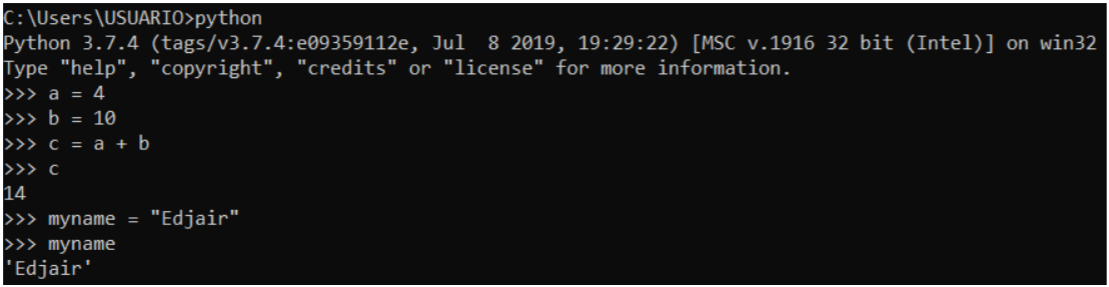 C:\Users\USUARIO>python
Python 3.7.4 (tags/v3.7.4:e09359112e, Jul  8 2019, 19:29:22) [MSC v.1916 32 bit (Intel)] on win32
Type "help", "copyright", "credits" or "license" for more information.
>>> a = 4
>>> b = 10
>>> c = a + b
>>> c
14
>>> myname = "Edjair"
>>> myname
'Edjair'